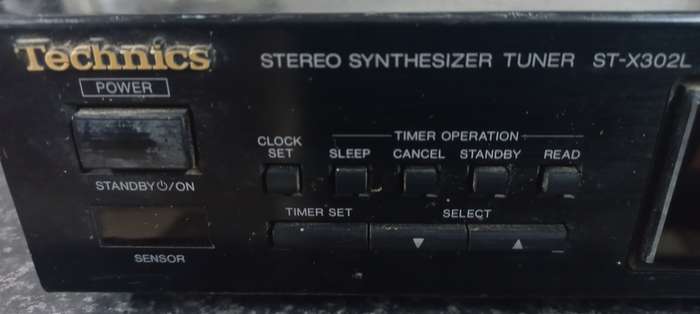 Technics
STEREO SYNTHESIZER TUNER ST-X302L
POWER
STANDBY⏻/ON
SENSOR
CLOCK SET
TIMER OPERATION
SLEEP CANCEL STANDBY READ
TIMER SET SELECT
▼ ▲